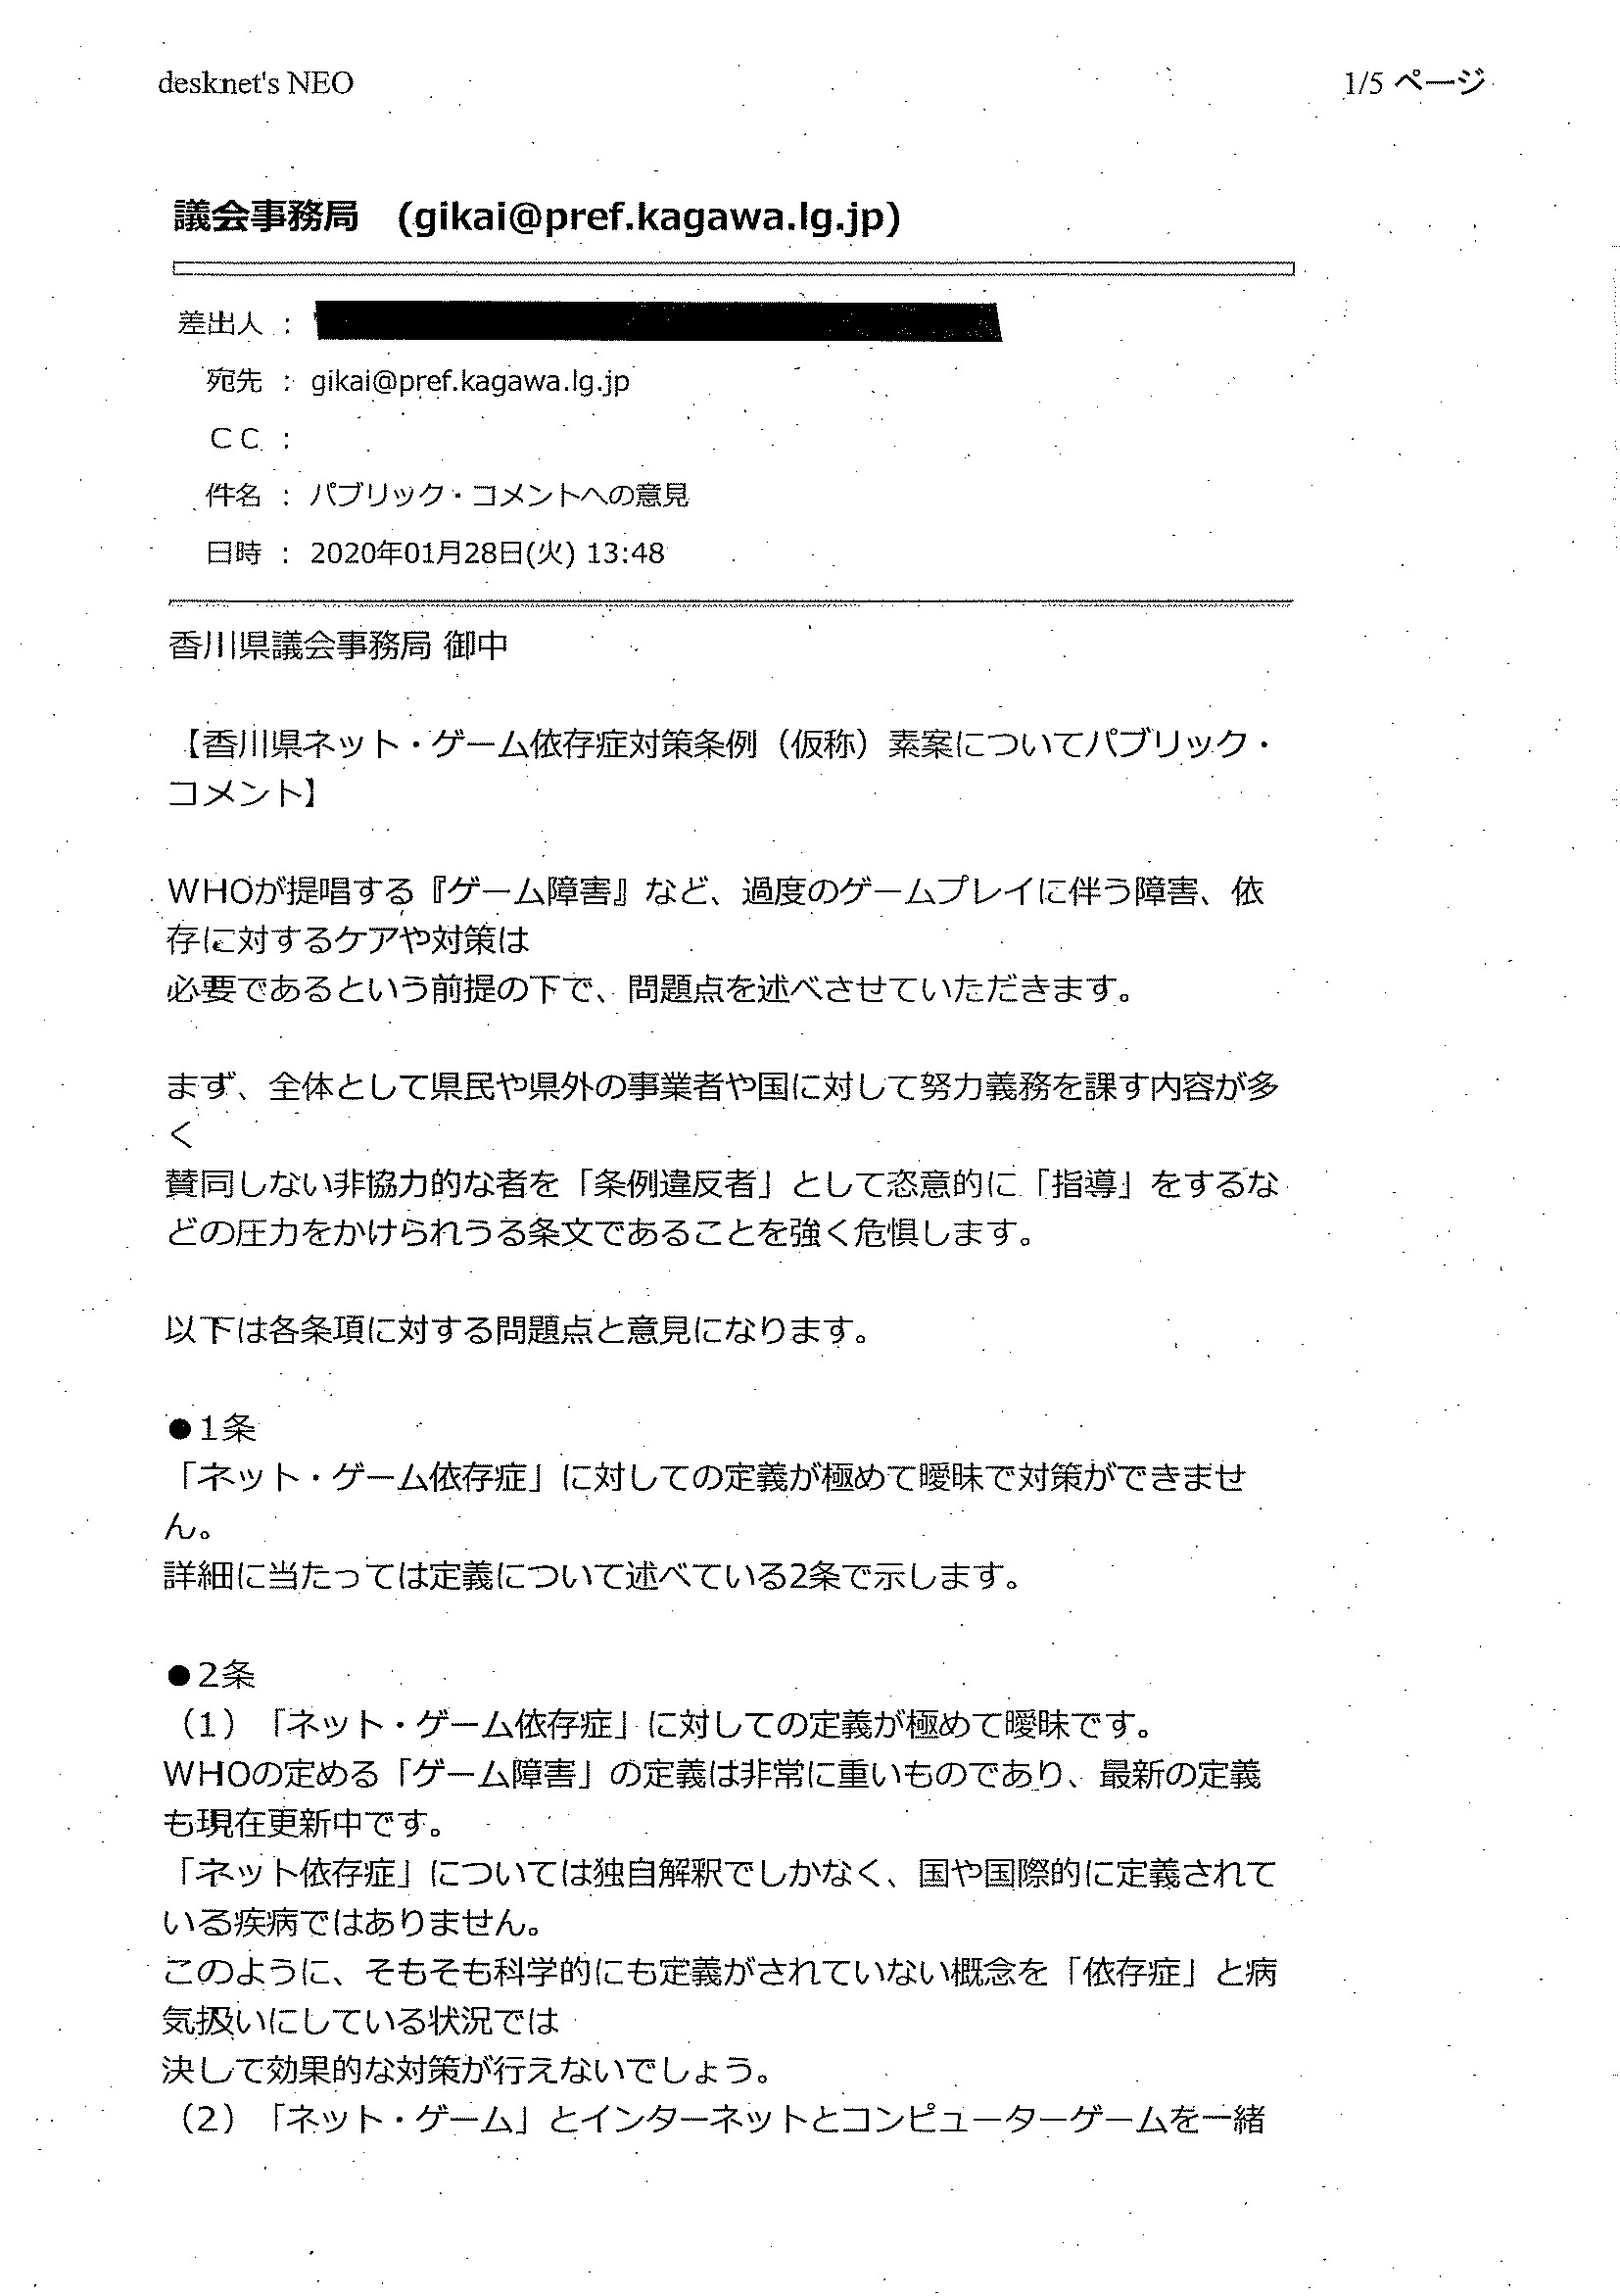 desknet's NEO
1/5 ページ
議会事務局　(gikai@pref.kagawa.lg.jp)
差出人 :
宛先 : gikai@pref.kagawa.lg.jp
ＣＣ :
件名 : パブリック・コメントへの意見
日時 : 2020年01月28日(火) 13:48
香川県議会事務局 御中
【香川県ネット・ゲーム依存症対策条例（仮称）素案についてパブリック・
コメント】
WHOが提唱する『ゲーム障害』など、過度のゲームプレイに伴う障害、依
存に対するケアや対策は
必要であるという前提の下で、問題点を述べさせていただきます。
まず、全体として県民や県外の事業者や国に対して努力義務を課す内容が多
く
賛同しない非協力的な者を「条例違反者」として恣意的に「指導」をするな
どの圧力をかけられうる条文であることを強く危惧します。
以下は各条項に対する問題点と意見になります。
●1条
「ネット・ゲーム依存症」に対しての定義が極めて曖昧で対策ができませ
ん。
詳細に当たっては定義について述べている2条で示します。
●2条
（1）「ネット・ゲーム依存症」に対しての定義が極めて曖昧です。
WHOの定める「ゲーム障害」の定義は非常に重いものであり、最新の定義
も現在更新中です。
「ネット依存症」については独自解釈でしかなく、国や国際的に定義されて
いる疾病ではありません。
このように、そもそも科学的にも定義がされていない概念を「依存症」と病
気扱いにしている状況では
決して効果的な対策が行えないでしょう。
（2）「ネット・ゲーム」とインターネットとコンピューターゲームを一緒